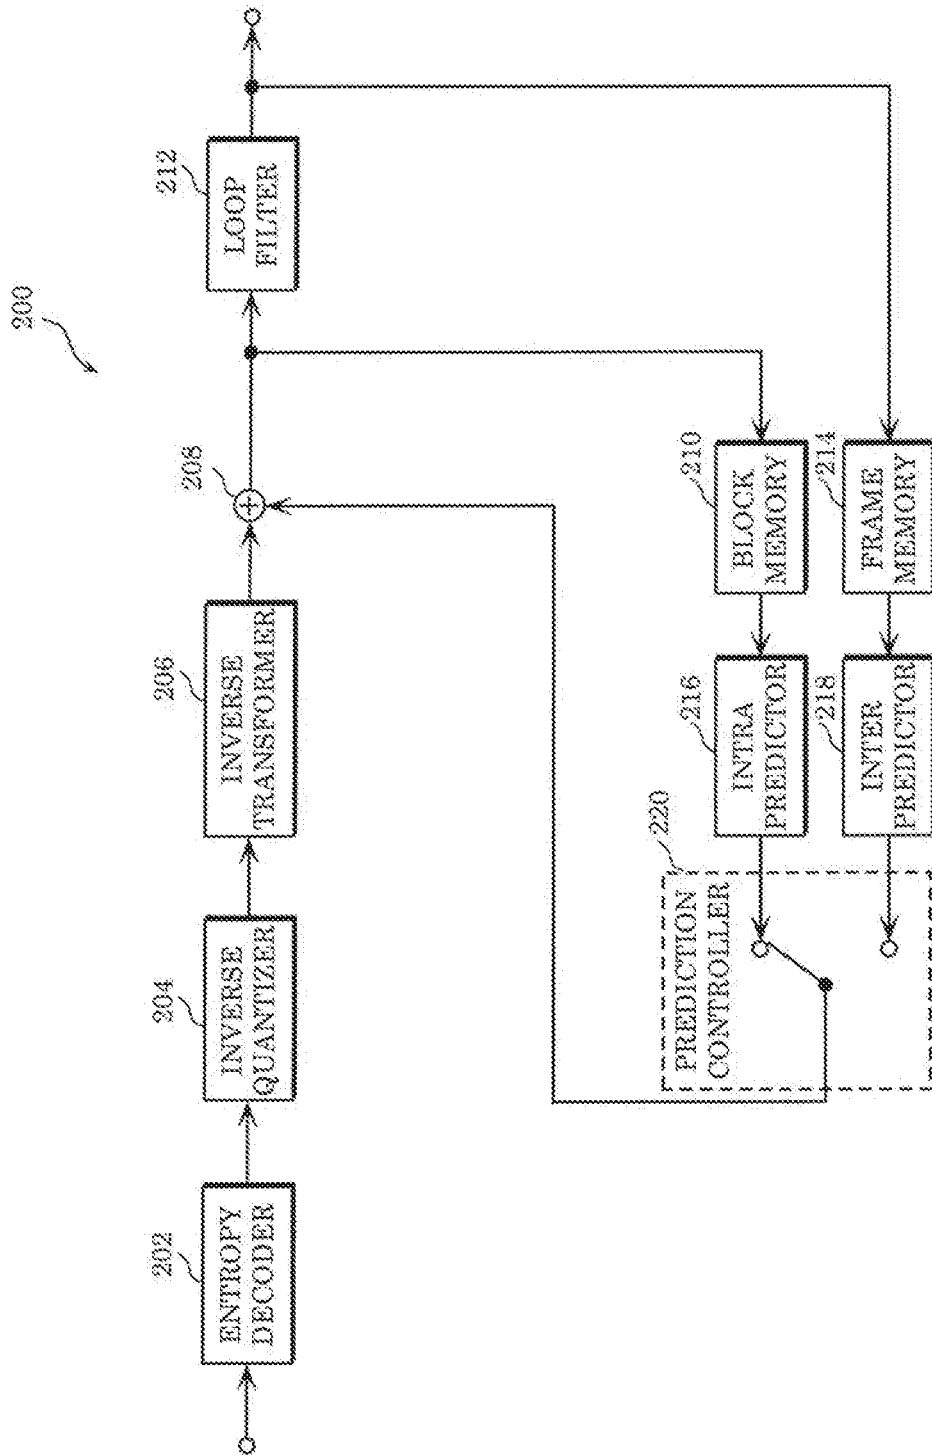 200
202
ENTROPY
DECODER
204
INVERSE
QUANTIZER
206
INVERSE
TRANSFORMER
208
212
LOOP
FILTER
220
PREDICTION
CONTROLLER
216
INTRA
PREDICTOR
210
BLOCK
MEMORY
218
INTER
PREDICTOR
214
FRAME
MEMORY